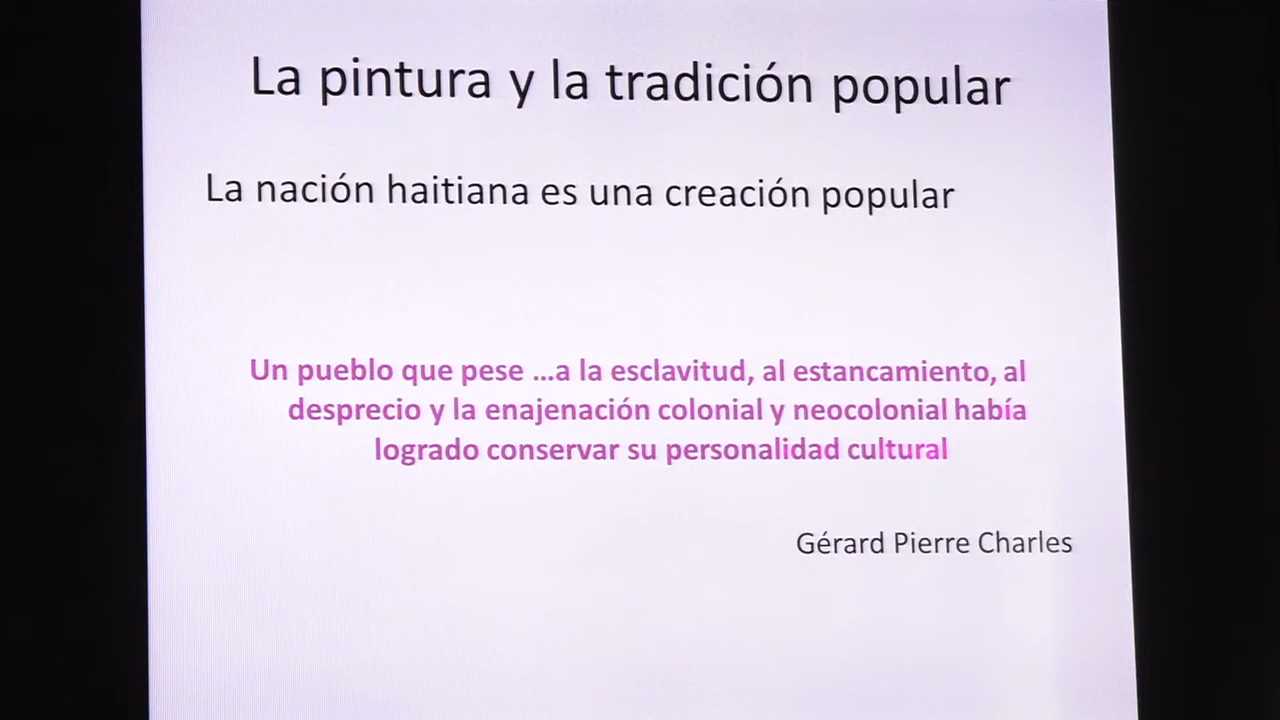 La pintura y la tradición popular
La nación haitiana es una creación popular
Un pueblo que pese ...a la esclavitud, al estancamiento, al
desprecio y la enajenación colonial y neocolonial había
logrado conservar su personalidad cultural
Gérard Pierre Charles